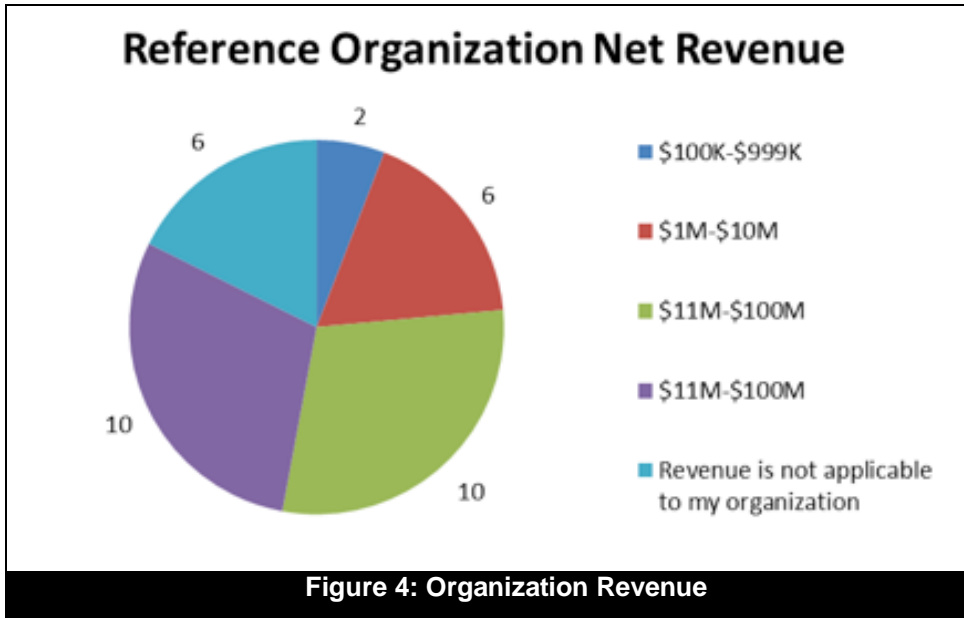 Reference Organization Net Revenue
2
6
6
10
10
$100K-$999K
$1M-$10M
$11M-$100M
$11M-$100M
Revenue is not applicable
to my organization
Figure 4: Organization Revenue